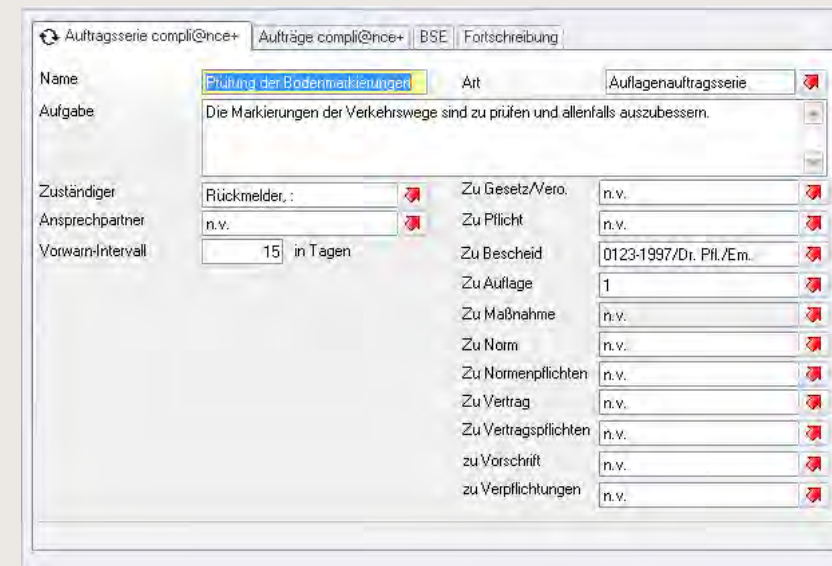 Auftragsserie compli@nce+ Aufträge compli@nce+ BSE Fortschreibung
Name Prüfung der Bodenmarkierungen Art Auflagenauftragsserie
Aufgabe Die Markierungen der Verkehrswege sind zu prüfen und allenfalls auszubessern.
Zuständiger Rückmelder, : Zu Gesetz/Vero. n.v.
Ansprechpartner n.v. Zu Pflicht n.v.
Vorwarn-Intervall 15 in Tagen Zu Bescheid 0123-1997/Dr. Pfl./Em.
Zu Auflage 1
Zu Maßnahme n.v.
Zu Norm n.v.
Zu Normenpflichten n.v.
Zu Vertrag n.v.
Zu Vertragspflichten n.v.
zu Vorschrift n.v.
zu Verpflichtungen n.v.